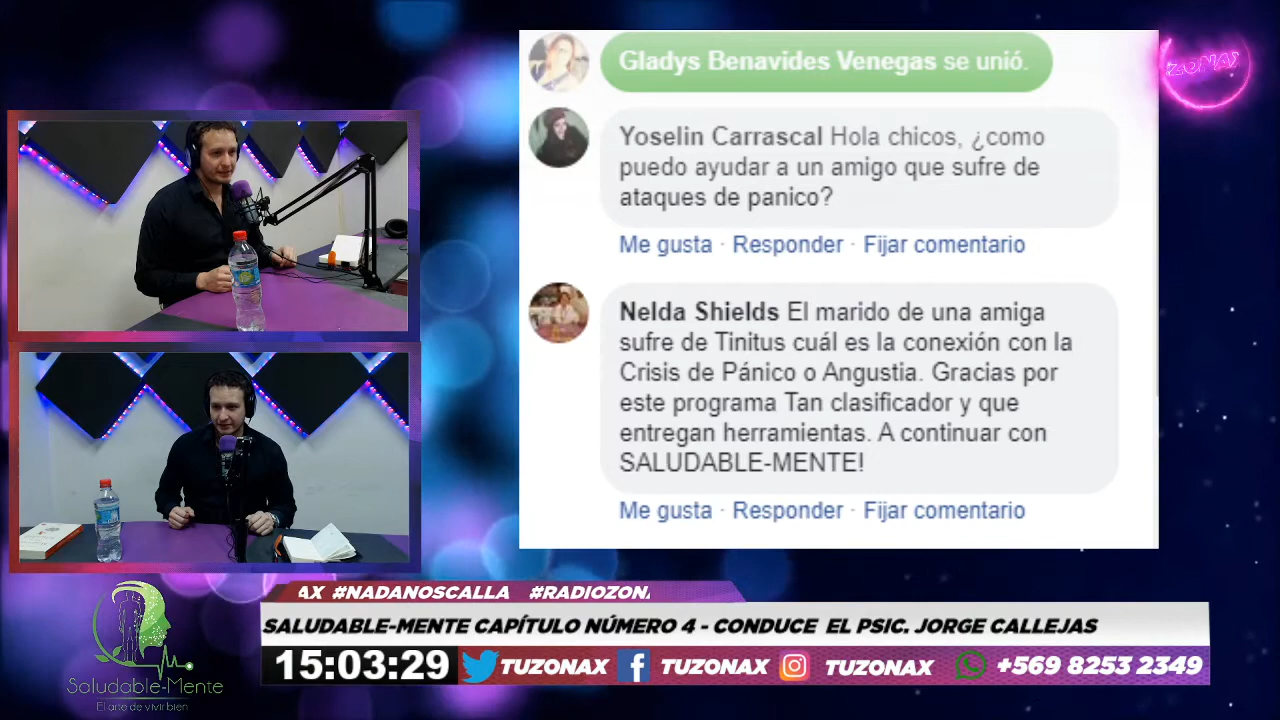 Gladys Benavides Venegas se unió.
Yoselin Carrascal Hola chicos, ¿como
puedo ayudar a un amigo que sufre de
ataques de panico?
Me gusta · Responder · Fijar comentario
Nelda Shields El marido de una amiga
sufre de Tinitus cuál es la conexión con la
Crisis de Pánico o Angustia. Gracias por
este programa Tan clasificador y que
entregan herramientas. A continuar con
SALUDABLE-MENTE!
Me gusta · Responder · Fijar comentario
ZONAX
AX #NADANOSCALLA #RADIOZON
SALUDABLE-MENTE CAPÍTULO NÚMERO 4 - CONDUCE EL PSIC. JORGE CALLEJAS
15:03:29 TUZONAX TUZONAX TUZONAX +569 8253 2349
Saludable-Mente
El arte de vivir bien